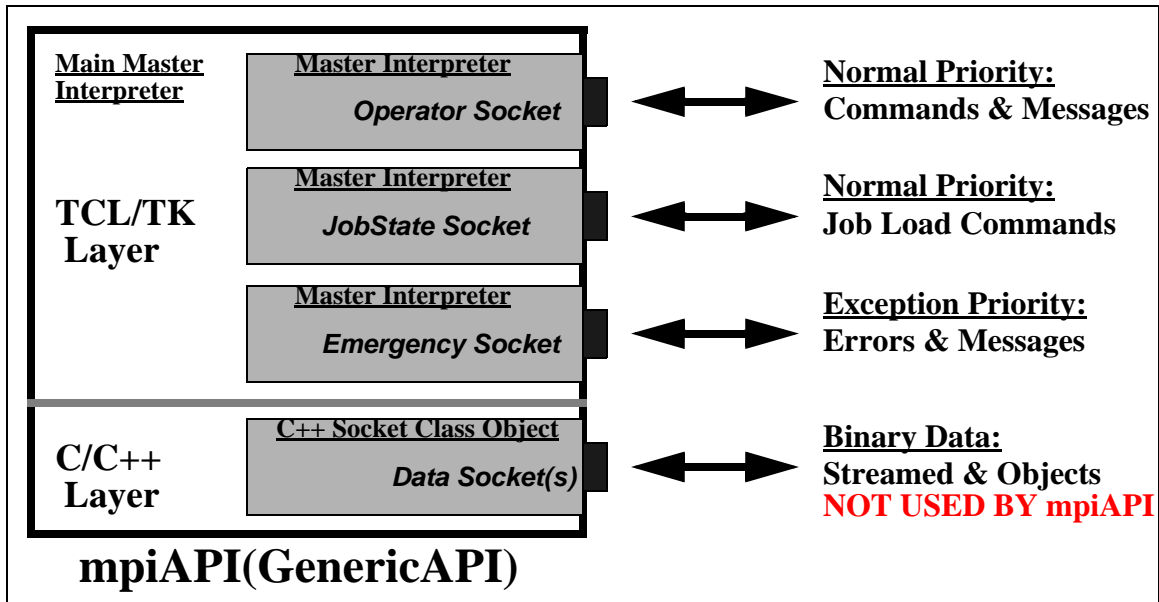 Main Master
Interpreter
Master Interpreter
Operator Socket
Normal Priority:
Commands & Messages
TCL/TK
Layer
Master Interpreter
JobState Socket
Normal Priority:
Job Load Commands
Master Interpreter
Emergency Socket
Exception Priority:
Errors & Messages
C/C++
Layer
C++ Socket Class Object
Data Socket(s)
Binary Data:
Streamed & Objects
NOT USED BY mpiAPI
mpiAPI(GenericAPI)